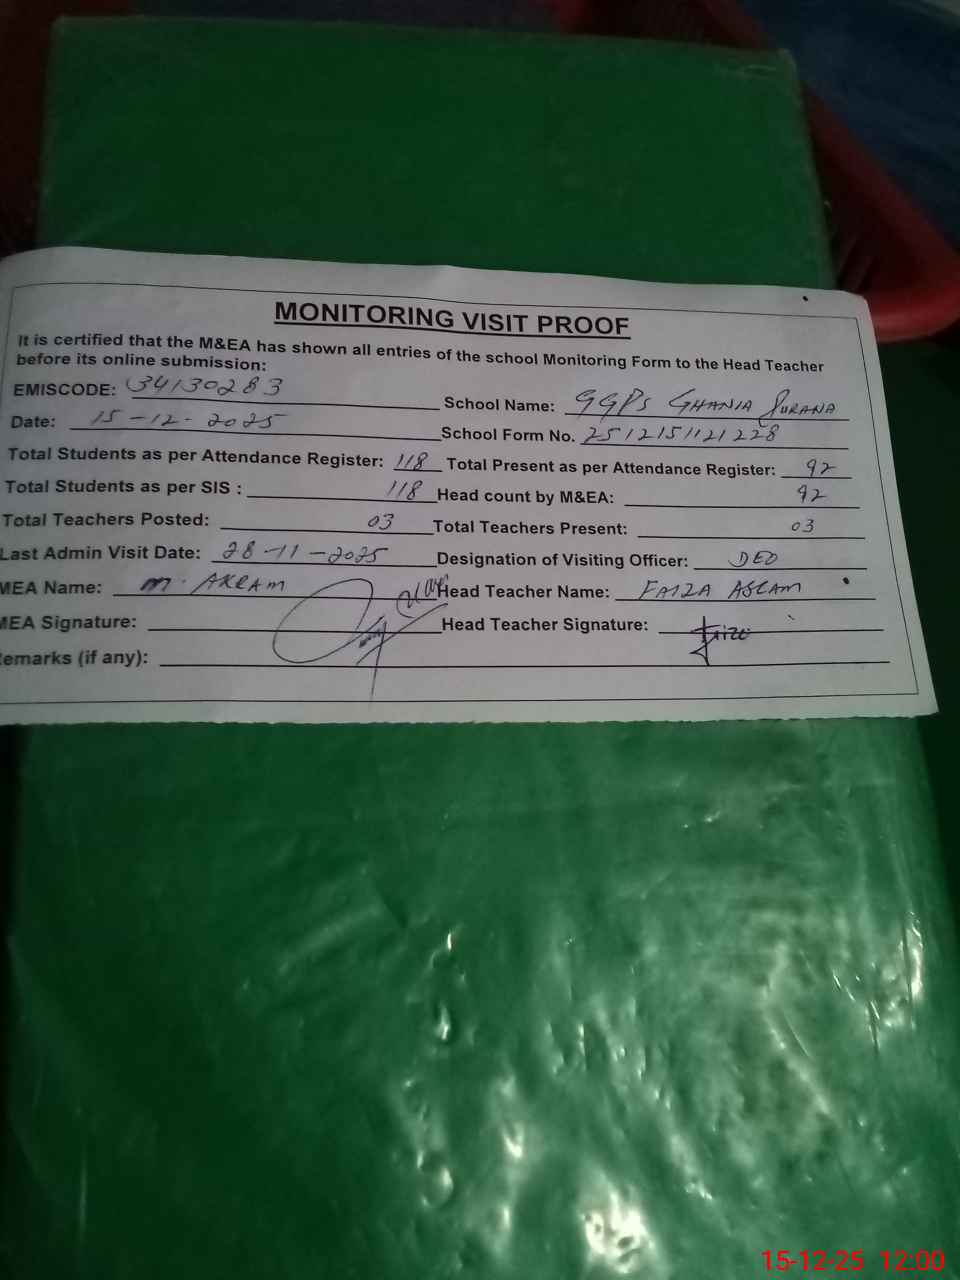 MONITORING VISIT PROOF
It is certified that the M&EA has shown all entries of the school Monitoring Form to the Head Teacher
before its online submission:
EMISCODE: 34130283 School Name: GGPS GHANIA PURANA
Date: 15-12-2025 School Form No. 2512151121228
Total Students as per Attendance Register: 118 Total Present as per Attendance Register: 92
Total Students as per SIS : 118 Head count by M&EA: 92
Total Teachers Posted: 03 Total Teachers Present: 03
Last Admin Visit Date: 28-11-2025 Designation of Visiting Officer: DEO
MEA Name: M. AKRAM Head Teacher Name: FAIZA ASLAM
MEA Signature: Head Teacher Signature: Faiza
emarks (if any):
15-12-25 12:00